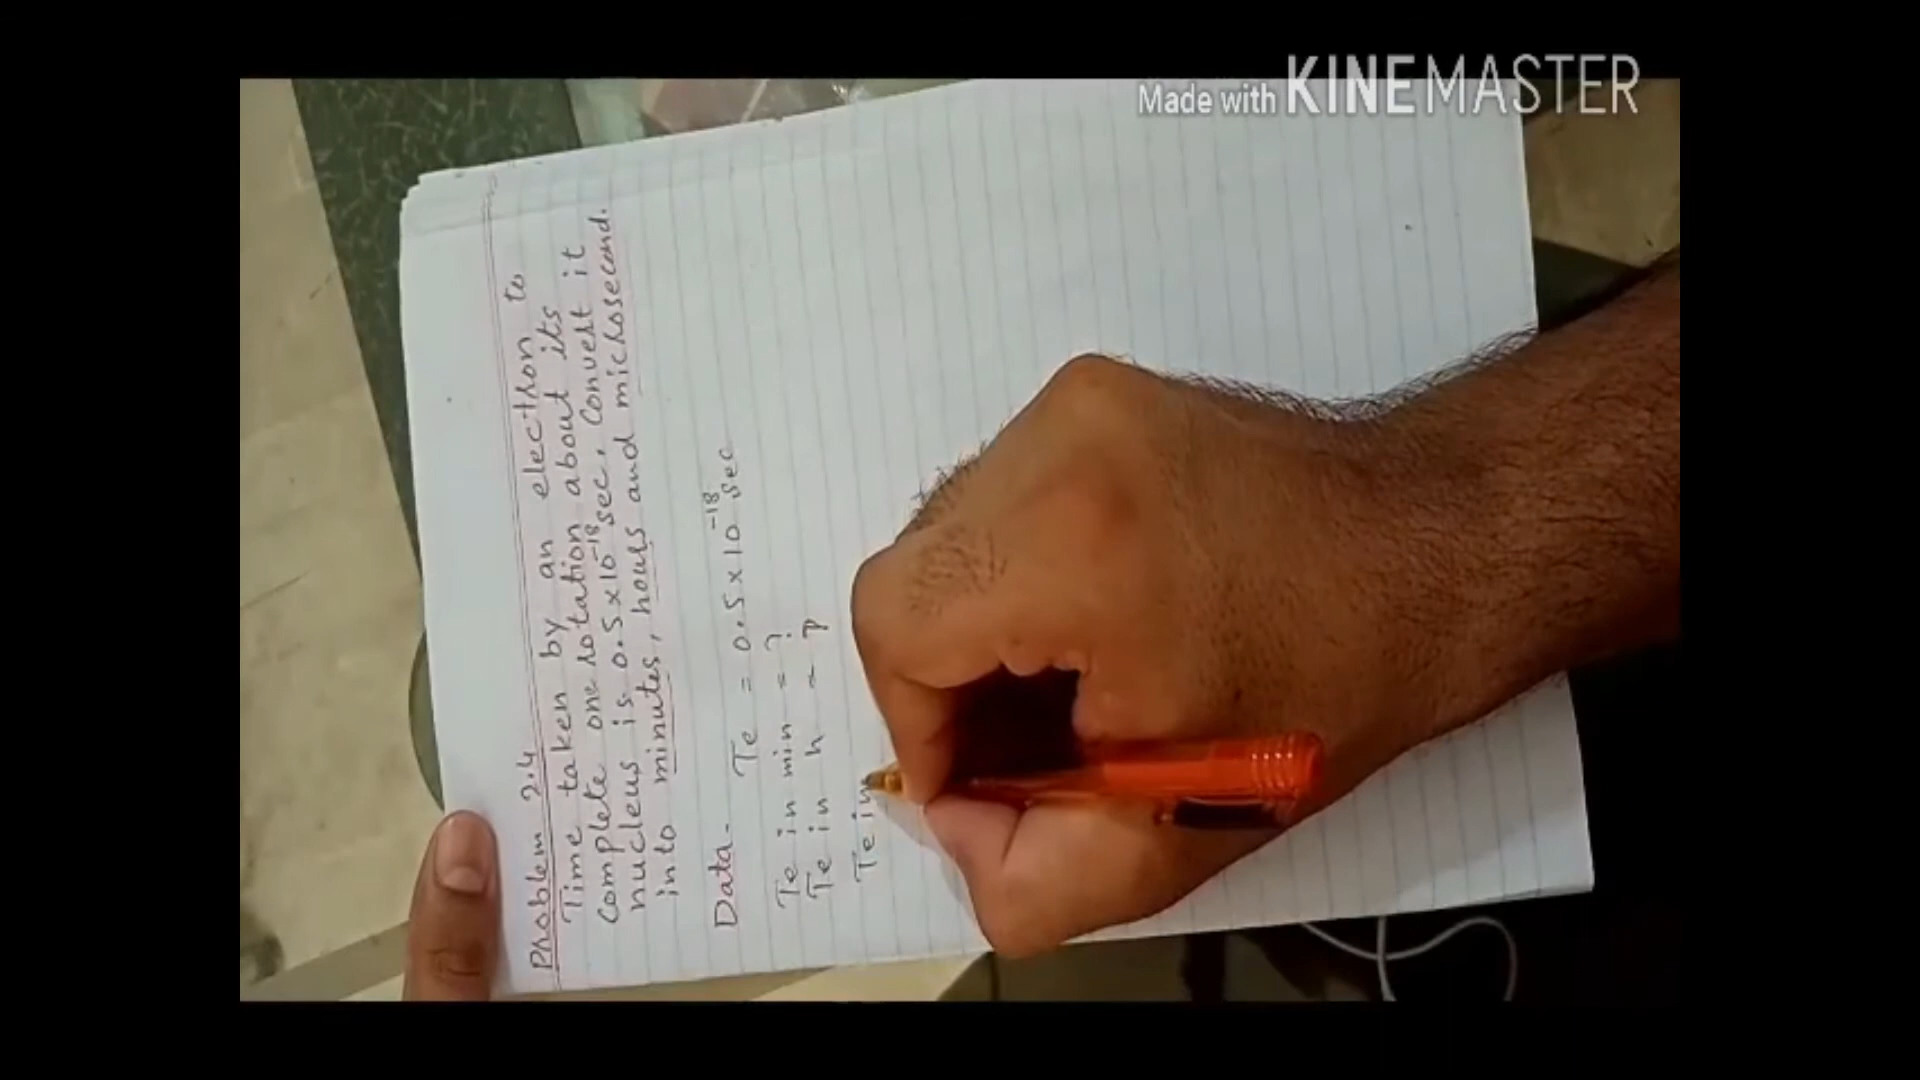 Made with KINEMASTER
Problem 2.4
Time taken by an electron to
complete one rotation about its
nucleus is 0.5 x 10⁻¹⁸ sec, Convert it
into minutes, hours and microsecond.
Data-
Te = 0.5 x 10⁻¹⁸ sec
Te in min = ?
Te in h = ?
Te in